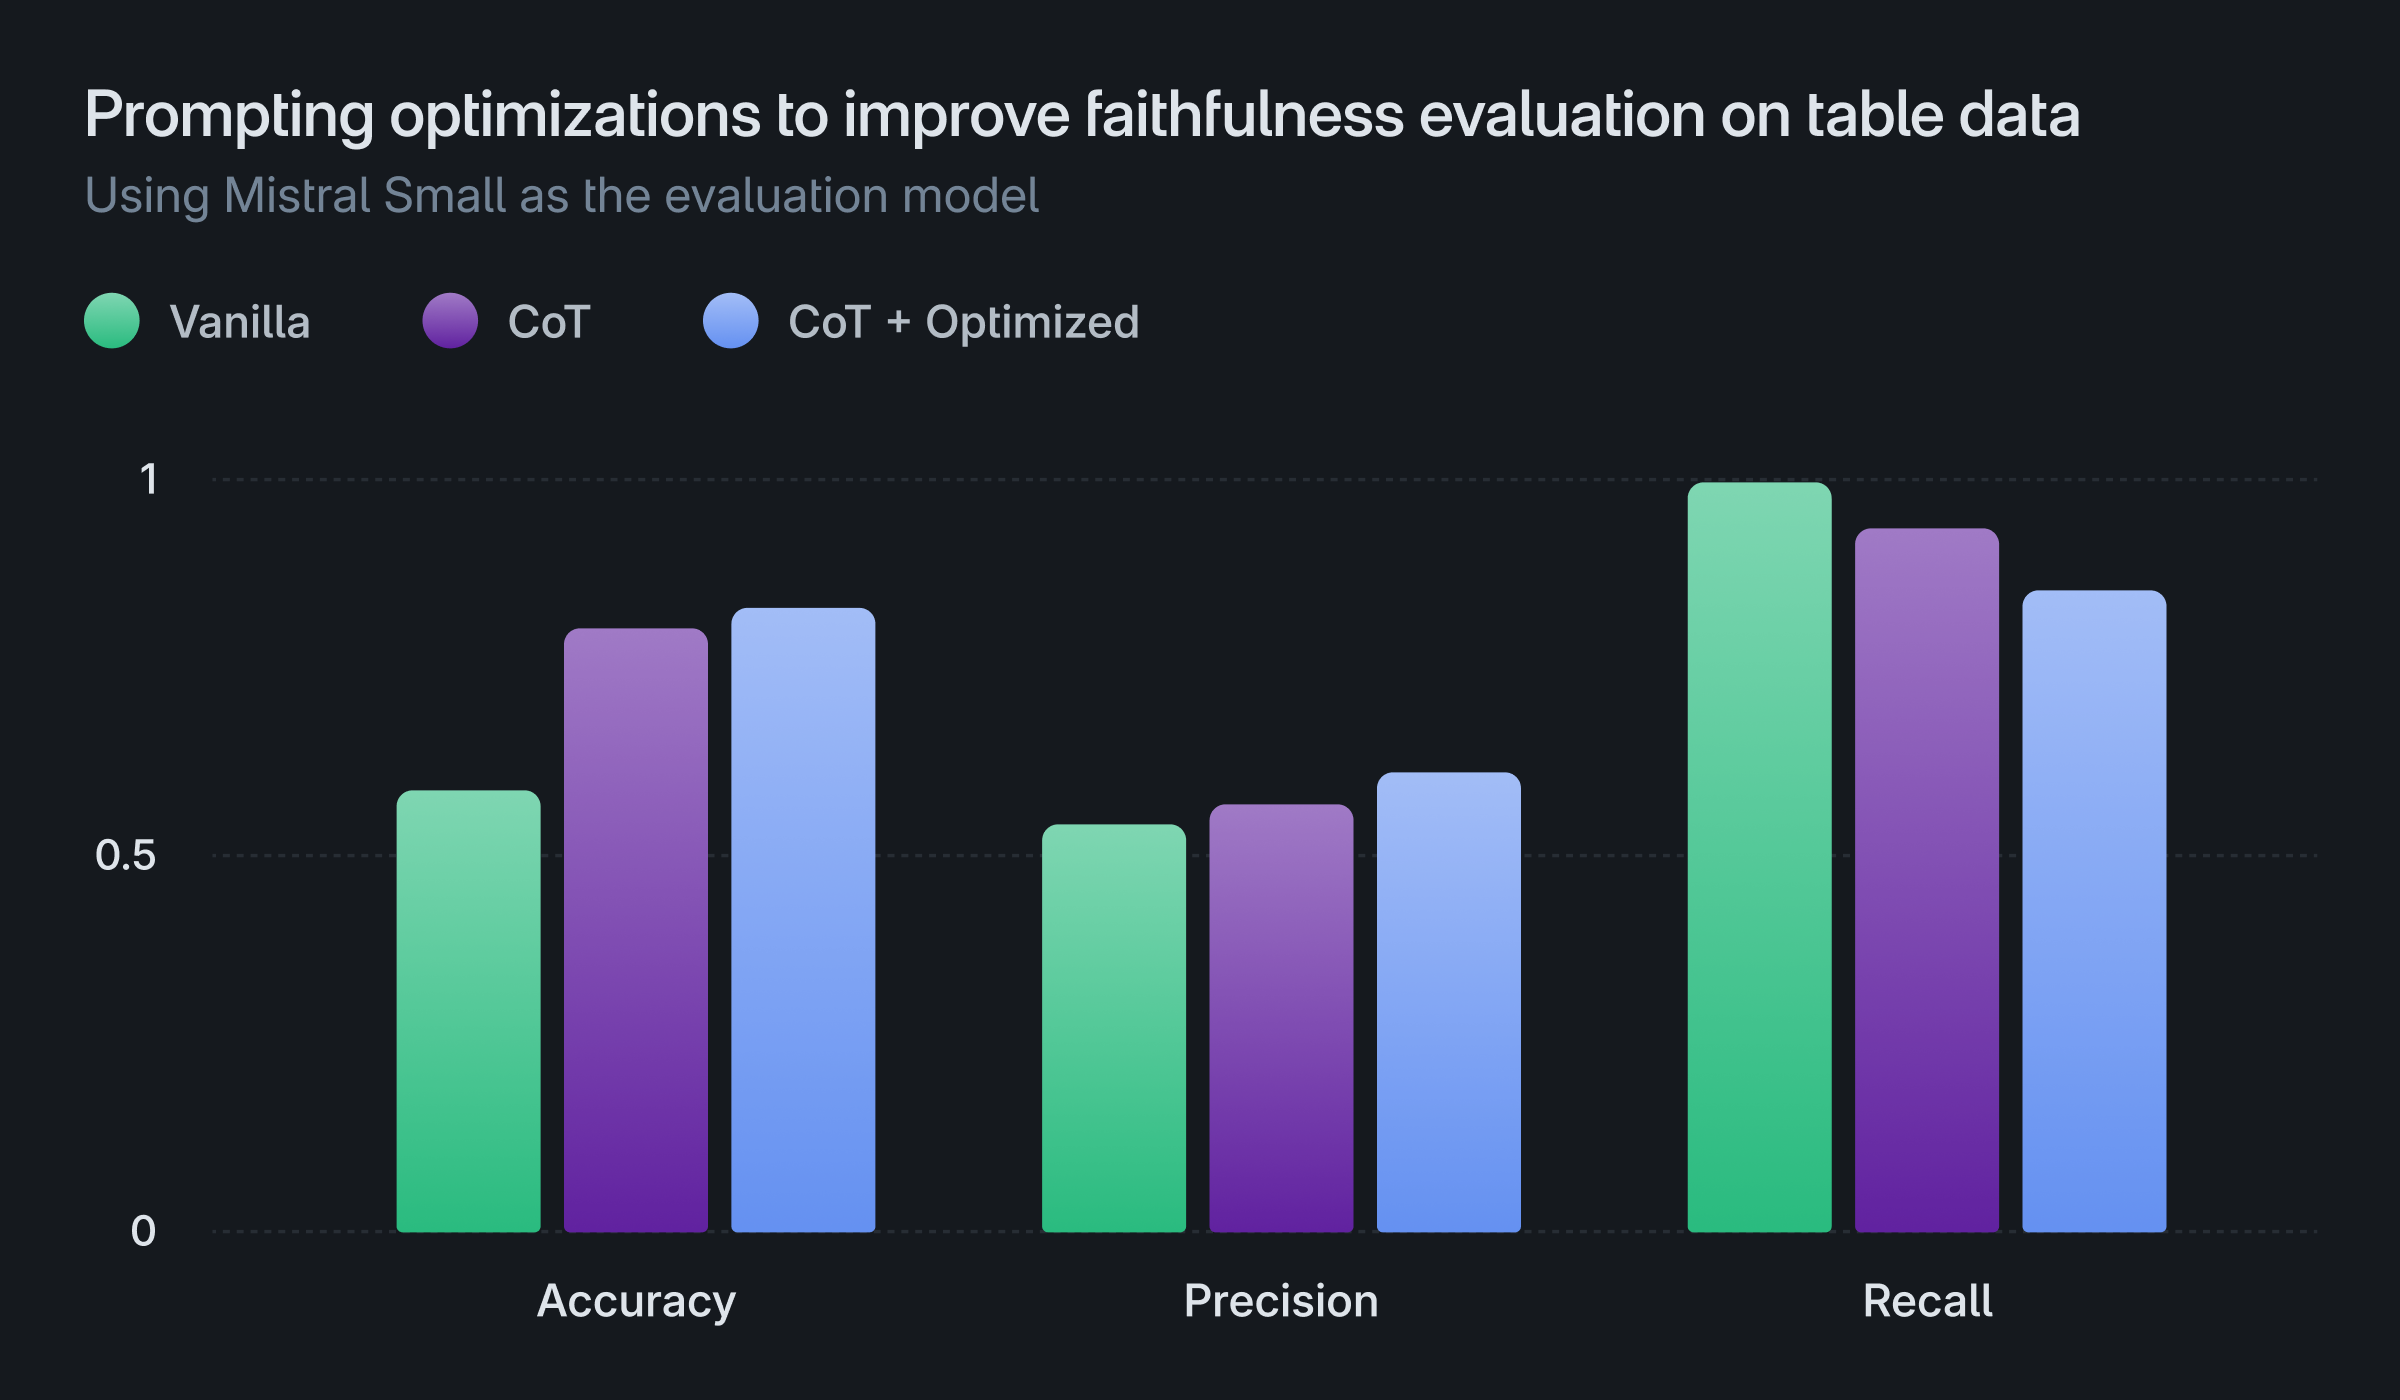 Prompting optimizations to improve faithfulness evaluation on table data
Using Mistral Small as the evaluation model
Vanilla CoT CoT + Optimized
1
0.5
0
Accuracy Precision Recall